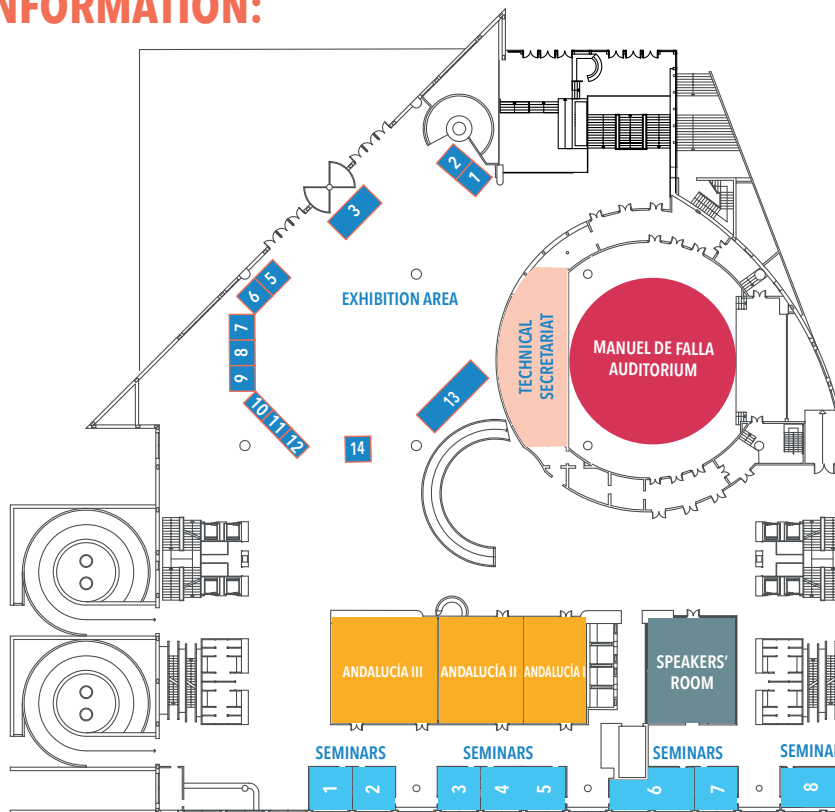 NFORMATION:
2
1
3
5
6
7
8
9
10
11
12
13
14
EXHIBITION AREA
TECHNICAL
SECRETARIAT
MANUEL DE FALLA
AUDITORIUM
ANDALUCÍA III
ANDALUCÍA II
ANDALUCÍA I
SPEAKERS'
ROOM
SEMINARS
SEMINARS
SEMINARS
SEMINAR
1
2
3
4
5
6
7
8